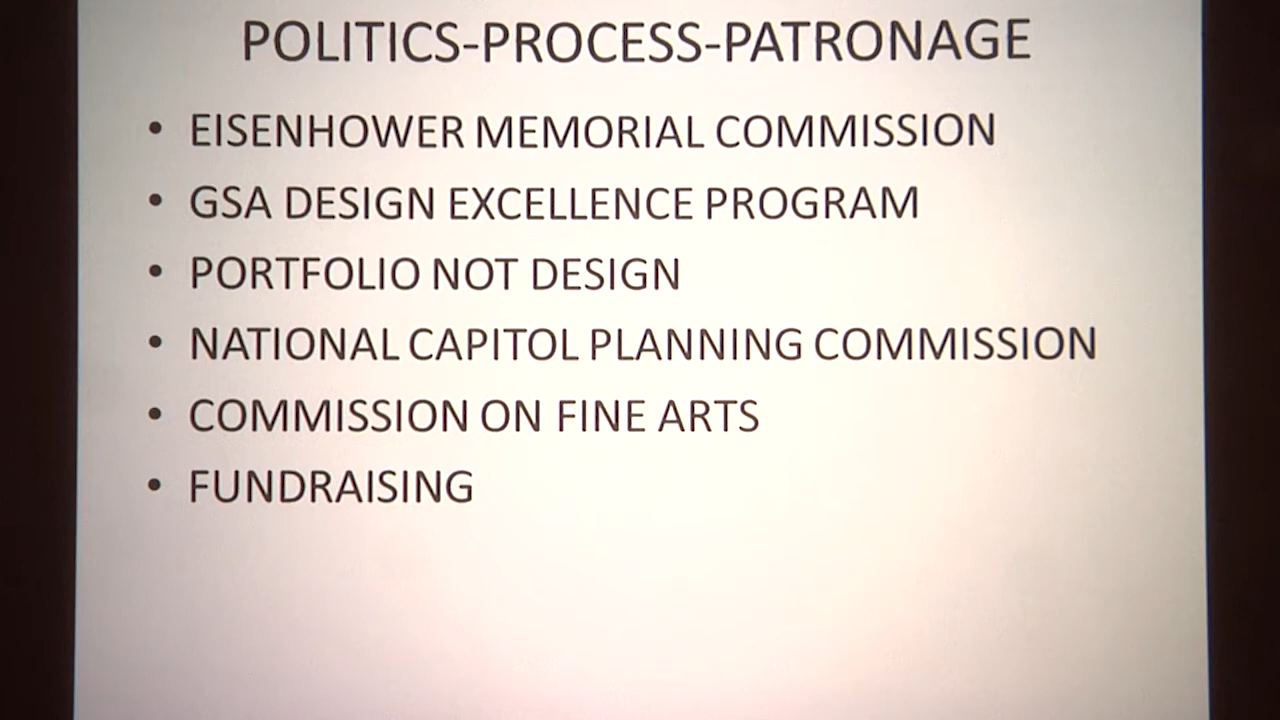 POLITICS-PROCESS-PATRONAGE
• EISENHOWER MEMORIAL COMMISSION
• GSA DESIGN EXCELLENCE PROGRAM
• PORTFOLIO NOT DESIGN
• NATIONAL CAPITOL PLANNING COMMISSION
• COMMISSION ON FINE ARTS
• FUNDRAISING